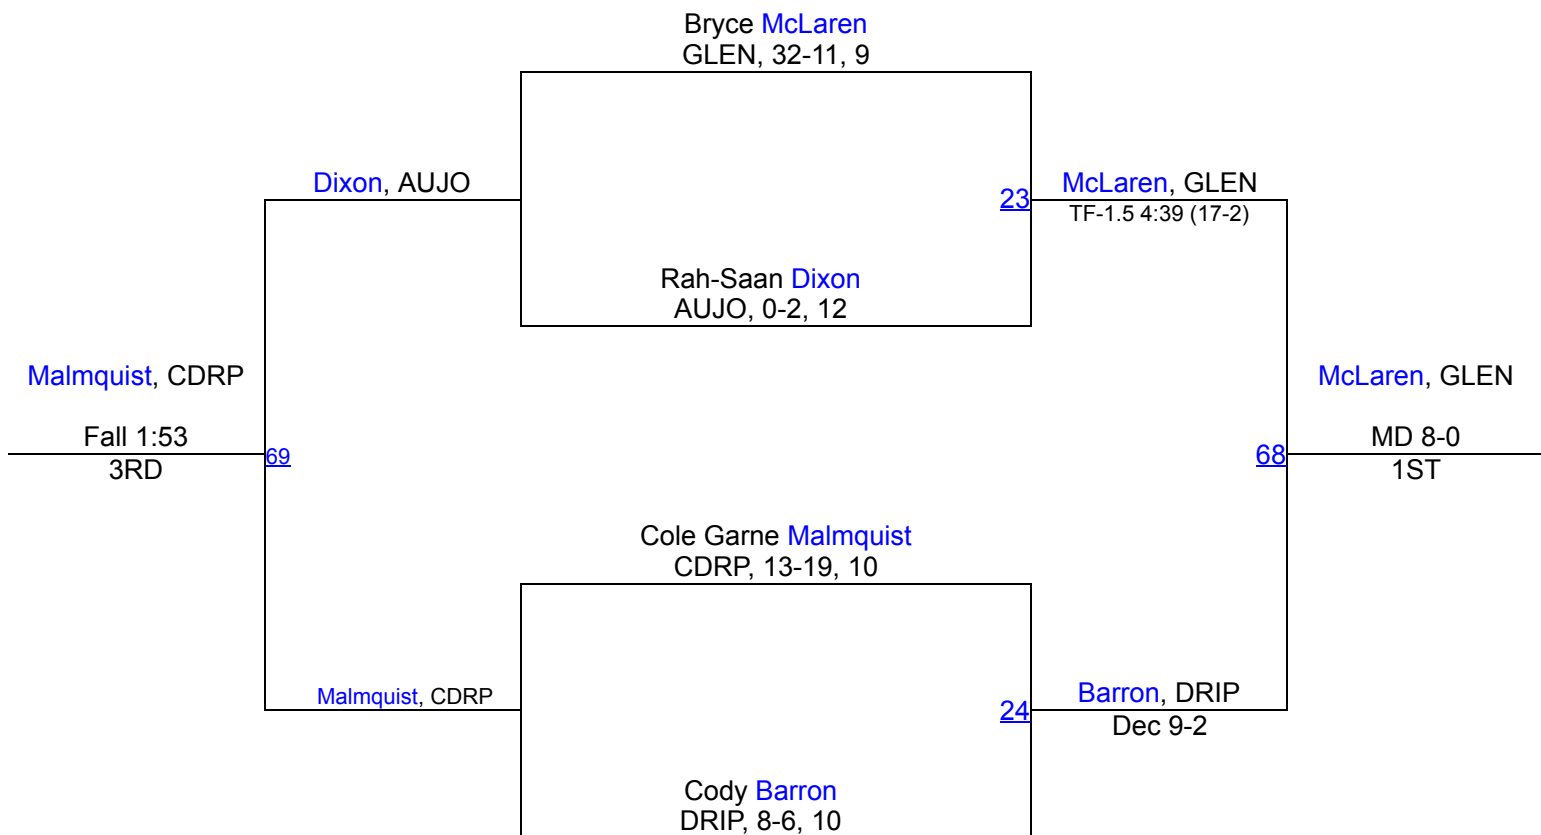 Bryce McLaren
GLEN, 32-11, 9
Dixon, AUJO
23
McLaren, GLEN
TF-1.5 4:39 (17-2)
Rah-Saan Dixon
AUJO, 0-2, 12
Malmquist, CDRP
Fall 1:53
3RD
69
McLaren, GLEN
68
MD 8-0
1ST
Cole Garne Malmquist
CDRP, 13-19, 10
Malmquist, CDRP
24
Barron, DRIP
Dec 9-2
Cody Barron
DRIP, 8-6, 10